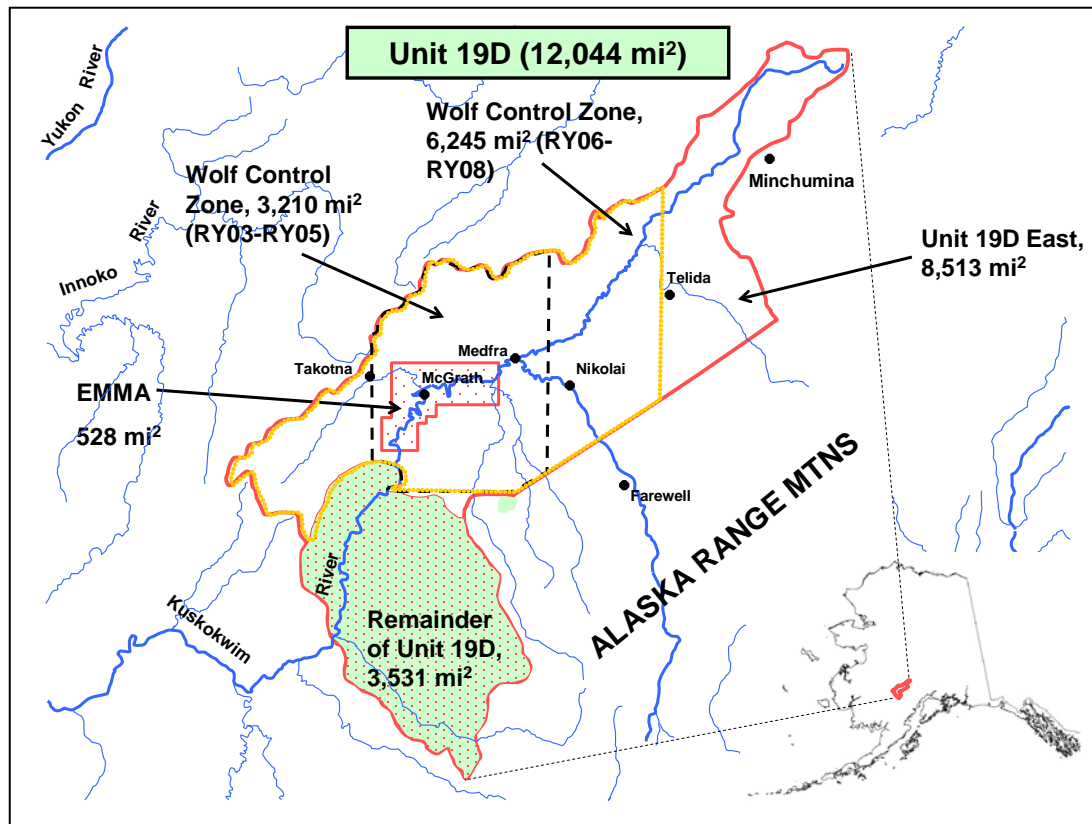 Unit 19D (12,044 mi²)
Yukon River
Wolf Control Zone,
6,245 mi² (RY06-
RY08)
Wolf Control
Zone, 3,210 mi²
(RY03-RY05)
Minchumina
Innoko River
Unit 19D East,
8,513 mi²
Telida
Medfra
Takotna
McGrath
Nikolai
EMMA
528 mi²
Farewell
ALASKA RANGE MTNS
Kuskokwim River
Remainder
of Unit 19D,
3,531 mi²